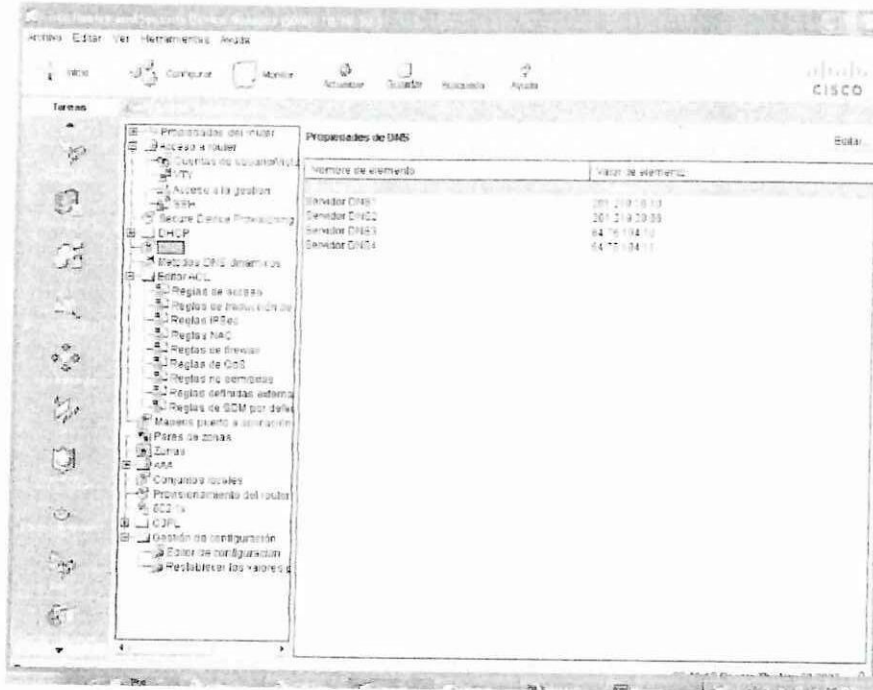 Archivo Editar Ver Herramientas Ayuda
Inicio Configurar Monitor Actualizar Guardar Búsqueda Ayuda
CISCO
Tareas
Propiedades del router
Acceso a router
Cuentas de usuario/vista
VTY
Acceso a la gestión
SSH
Secure Device Provisioning
DHCP
DNS
Métodos DNS dinámicos
Editor ACL
Reglas de acceso
Reglas de traducción de
Reglas IPSec
Reglas NAC
Reglas de firewall
Reglas de QoS
Reglas no admitidas
Reglas definidas externa
Reglas de SDM por defe
Mapeos puerto a aplicación
Pares de zonas
Zonas
AAA
Conjuntos locales
Provisionamiento del router
802.1x
C3PL
Gestión de configuración
Editor de configuración
Restablecer los valores p
Propiedades de DNS
Editar...
Nombre de elemento
Valor de elemento
Servidor DNS1
Servidor DNS2
Servidor DNS3
Servidor DNS4